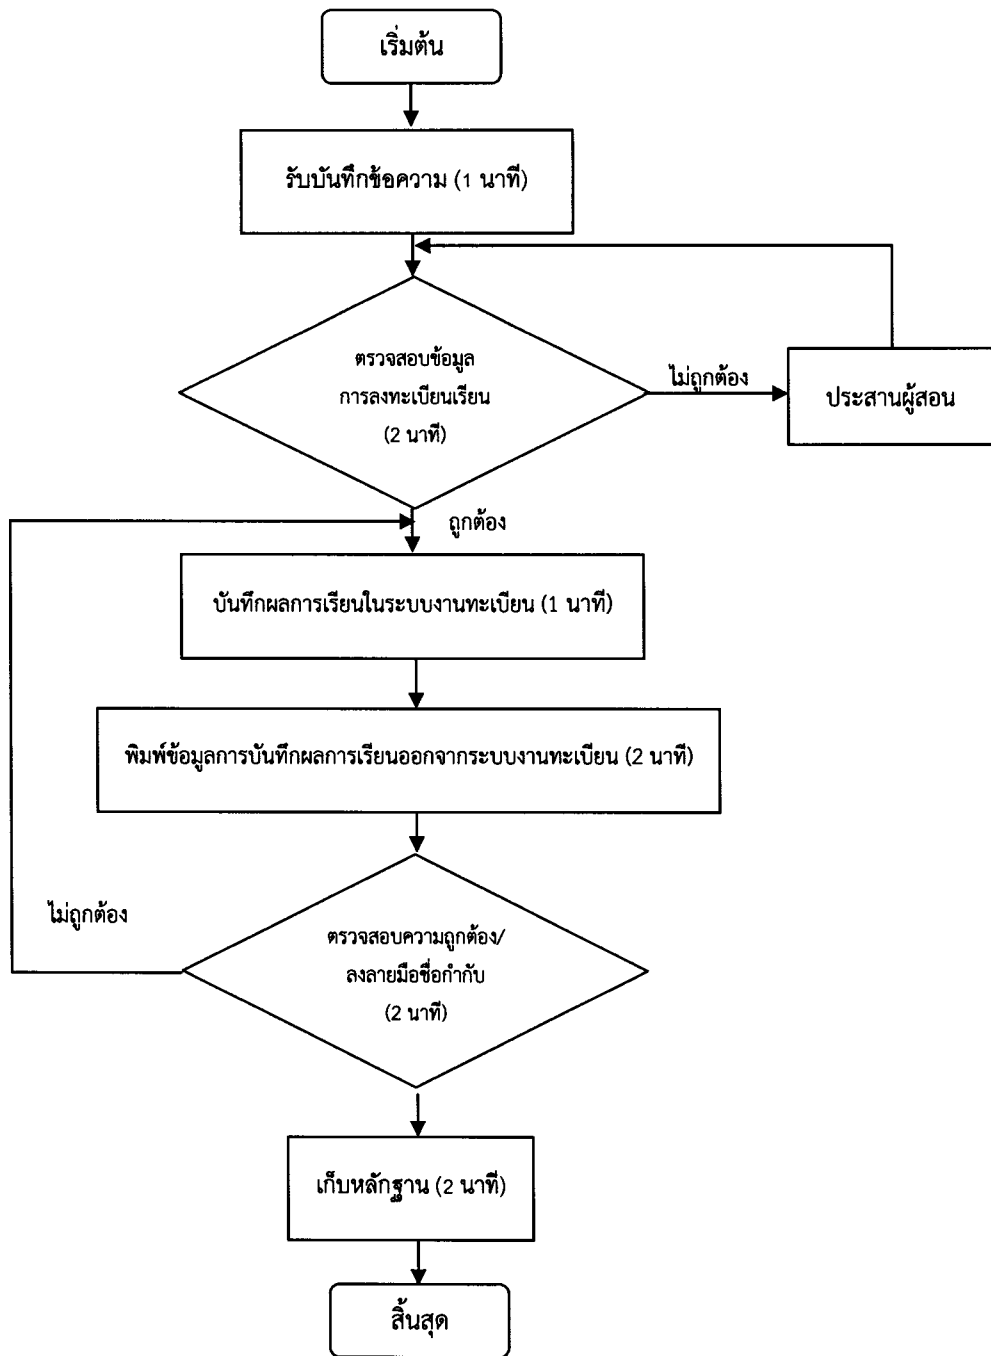 เริ่มต้น
รับบันทึกข้อความ (1 นาที)
ตรวจสอบข้อมูล
การลงทะเบียนเรียน
(2 นาที)
ไม่ถูกต้อง
ประสานผู้สอน
ถูกต้อง
บันทึกผลการเรียนในระบบงานทะเบียน (1 นาที)
พิมพ์ข้อมูลการบันทึกผลการเรียนออกจากระบบงานทะเบียน (2 นาที)
ไม่ถูกต้อง
ตรวจสอบความถูกต้อง/
ลงลายมือชื่อกำกับ
(2 นาที)
เก็บหลักฐาน (2 นาที)
สิ้นสุด